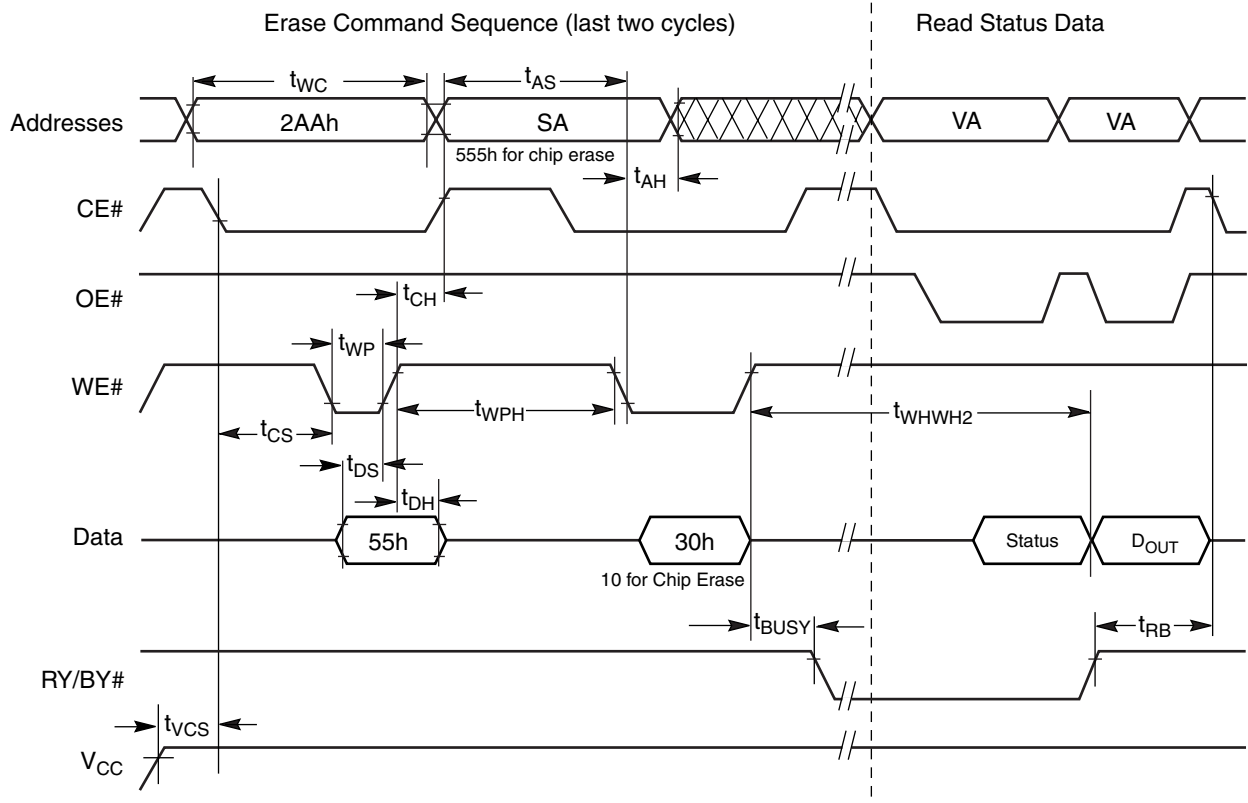 Erase Command Sequence (last two cycles)
Read Status Data
tWC
tAS
Addresses
2AAh
SA
VA
VA
555h for chip erase
tAH
CE#
OE#
tCH
tWP
WE#
tWPH
tWHWH2
tCS
tDS
tDH
Data
55h
30h
Status
DOUT
10 for Chip Erase
tBUSY
tRB
RY/BY#
tVCS
VCC